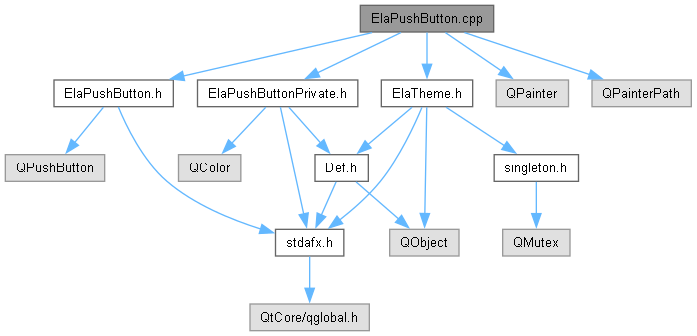 ElaPushButton.cpp
ElaPushButton.h
ElaPushButtonPrivate.h
ElaTheme.h
QPainter
QPainterPath
QPushButton
QColor
Def.h
singleton.h
stdafx.h
QObject
QMutex
QtCore/qglobal.h